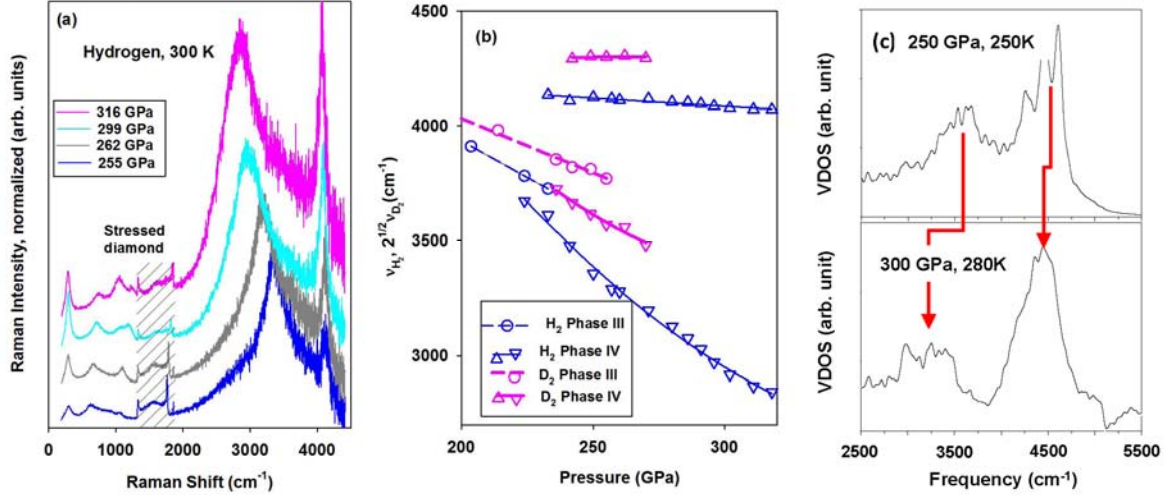 (a)
Hydrogen, 300 K
316 GPa
299 GPa
262 GPa
255 GPa
Stressed
diamond
Raman Intensity, normalized (arb. units)
0 1000 2000 3000 4000
Raman Shift (cm-1)
(b)
νH2, 2^1/2νD2(cm-1)
4500
4000
3500
3000
H2 Phase III
H2 Phase IV
D2 Phase III
D2 Phase IV
200 250 300
Pressure (GPa)
(c)
250 GPa, 250K
VDOS (arb. unit)
300 GPa, 280K
VDOS (arb. unit)
2500 3500 4500 5500
Frequency (cm-1)